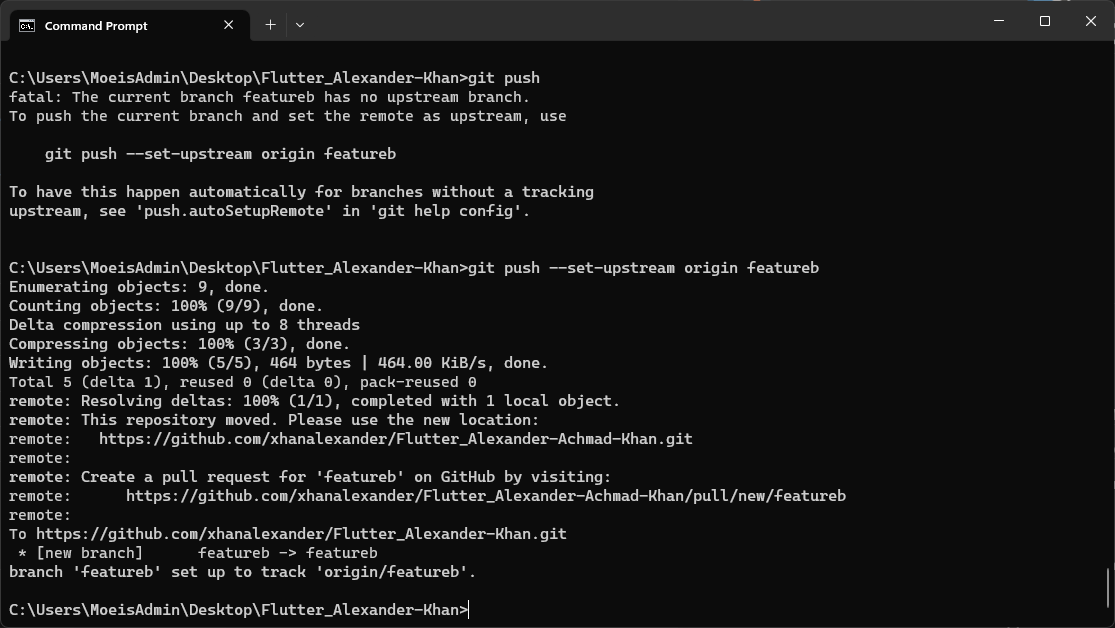 Command Prompt
C:\Users\MoeisAdmin\Desktop\Flutter_Alexander-Khan>git push
fatal: The current branch featureb has no upstream branch.
To push the current branch and set the remote as upstream, use
    git push --set-upstream origin featureb
To have this happen automatically for branches without a tracking
upstream, see 'push.autoSetupRemote' in 'git help config'.
C:\Users\MoeisAdmin\Desktop\Flutter_Alexander-Khan>git push --set-upstream origin featureb
Enumerating objects: 9, done.
Counting objects: 100% (9/9), done.
Delta compression using up to 8 threads
Compressing objects: 100% (3/3), done.
Writing objects: 100% (5/5), 464 bytes | 464.00 KiB/s, done.
Total 5 (delta 1), reused 0 (delta 0), pack-reused 0
remote: Resolving deltas: 100% (1/1), completed with 1 local object.
remote: This repository moved. Please use the new location:
remote:   https://github.com/xhanalexander/Flutter_Alexander-Achmad-Khan.git
remote:
remote: Create a pull request for 'featureb' on GitHub by visiting:
remote:      https://github.com/xhanalexander/Flutter_Alexander-Achmad-Khan/pull/new/featureb
remote:
To https://github.com/xhanalexander/Flutter_Alexander-Khan.git
 * [new branch]      featureb -> featureb
branch 'featureb' set up to track 'origin/featureb'.
C:\Users\MoeisAdmin\Desktop\Flutter_Alexander-Khan>